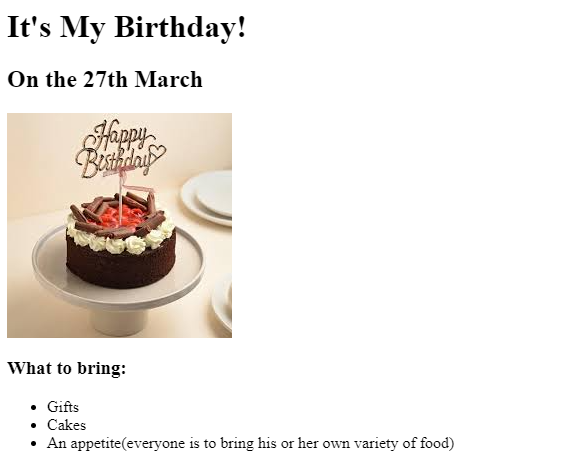 It's My Birthday!
On the 27th March
Happy
Birthday
What to bring:
Gifts
Cakes
An appetite(everyone is to bring his or her own variety of food)